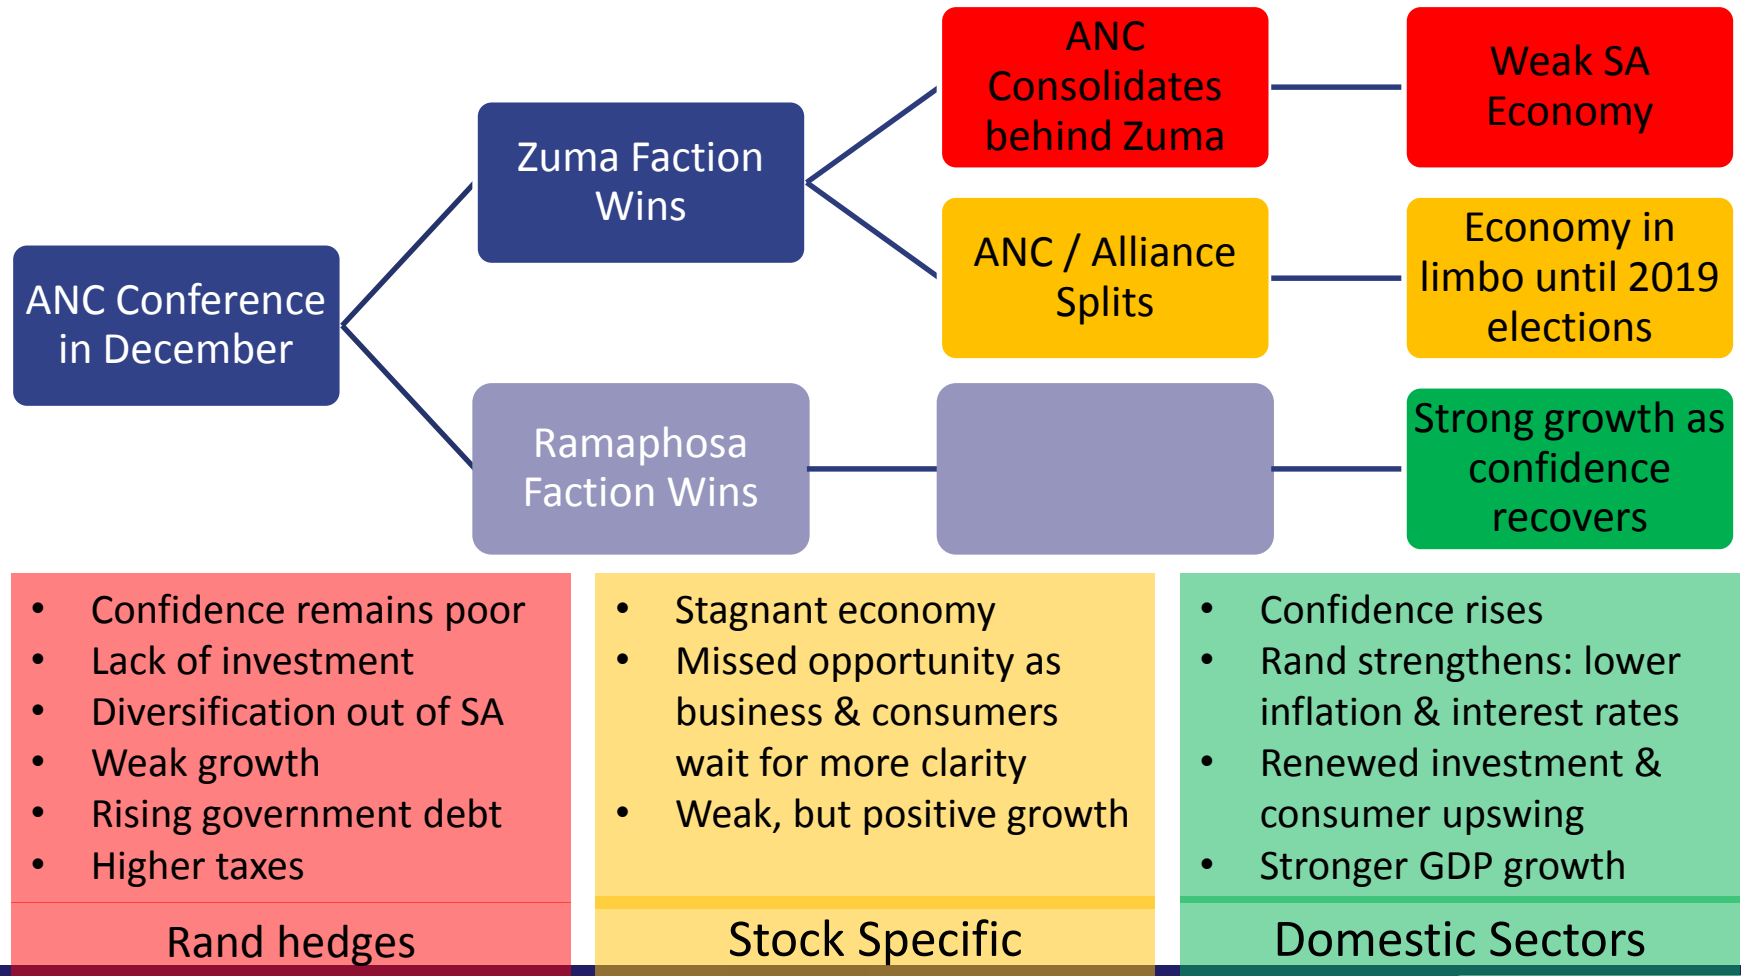 ANC Conference
in December
Zuma Faction
Wins
ANC
Consolidates
behind Zuma
Weak SA
Economy
ANC / Alliance
Splits
Economy in
limbo until 2019
elections
Ramaphosa
Faction Wins
Strong growth as
confidence
recovers
• Confidence remains poor
• Lack of investment
• Diversification out of SA
• Weak growth
• Rising government debt
• Higher taxes
Rand hedges
• Stagnant economy
• Missed opportunity as
business & consumers
wait for more clarity
• Weak, but positive growth
Stock Specific
• Confidence rises
• Rand strengthens: lower
inflation & interest rates
• Renewed investment &
consumer upswing
• Stronger GDP growth
Domestic Sectors